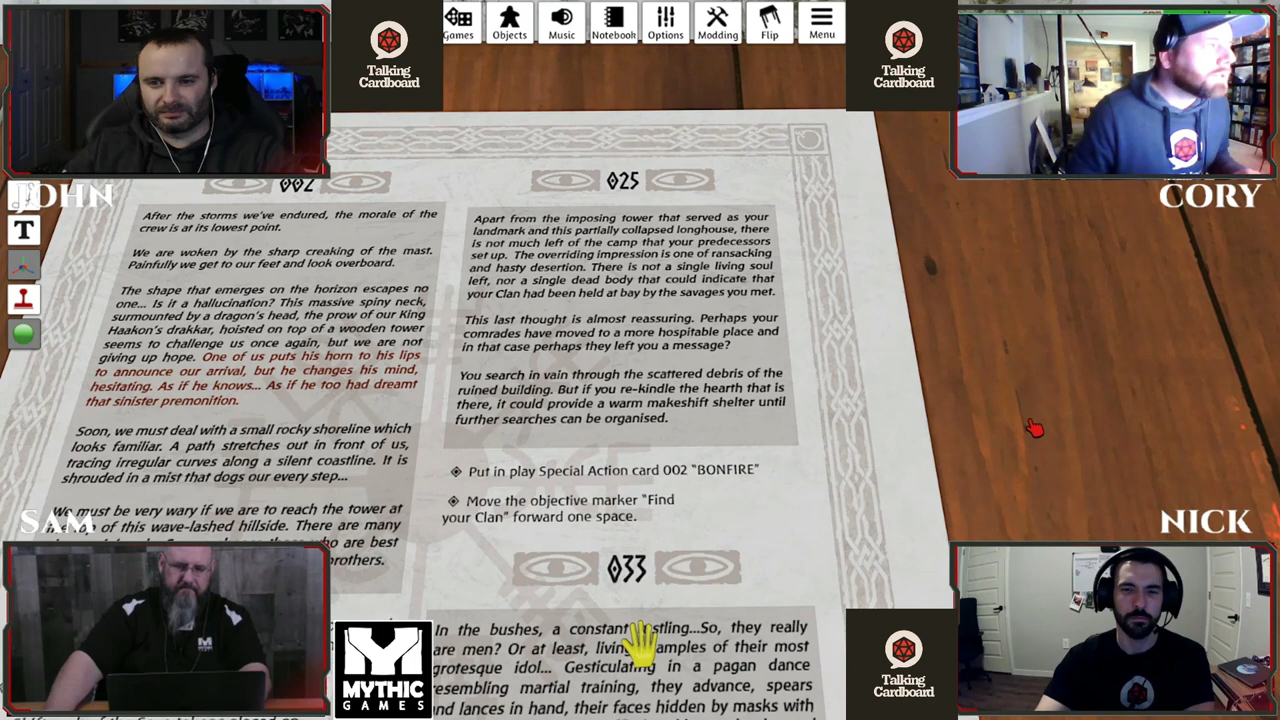 Games
Objects
Music
Notebook
Options
Modding
Flip
Menu
Talking
Cardboard
Talking
Cardboard
JOHN
CORY
T
002
After the storms we've endured, the morale of the
crew is at its lowest point.
We are woken by the sharp creaking of the mast.
Painfully we get to our feet and look overboard.
The shape that emerges on the horizon escapes no
one... Is it a hallucination? This massive spiny neck,
surmounted by a dragon's head, the prow of our King
Haakon's drakkar, hoisted on top of a wooden tower
seems to challenge us once again, but we are not
giving up hope. One of us puts his horn to his lips
to announce our arrival, but he changes his mind,
hesitating. As if he knows... As if he too had dreamt
that sinister premonition.
Soon, we must deal with a small rocky shoreline which
looks familiar. A path stretches out in front of us,
tracing irregular curves along a silent coastline. It is
shrouded in a mist that dogs our every step...
We must be very wary if we are to reach the tower at
of this wave-lashed hillside. There are many
who are best
brothers.
025
Apart from the imposing tower that served as your
landmark and this partially collapsed longhouse, there
is not much left of the camp that your predecessors
set up. The overriding impression is one of ransacking
and hasty desertion. There is not a single living soul
left, nor a single dead body that could indicate that
your Clan had been held at bay by the savages you met.
This last thought is almost reassuring. Perhaps your
comrades have moved to a more hospitable place and
in that case perhaps they left you a message?
You search in vain through the scattered debris of the
ruined building. But if you re-kindle the hearth that is
there, it could provide a warm makeshift shelter until
further searches can be organised.
Put in play Special Action card 002 "BONFIRE"
Move the objective marker "Find
your Clan" forward one space.
033
In the bushes, a constant So, they really
are men? Or at least, of their most
grotesque idol... Gesticulating in a pagan dance
resembling martial training, they advance, spears
and lances in hand, their faces hidden by masks with
SAM
NICK
MYTHIC
GAMES
Talking
Cardboard